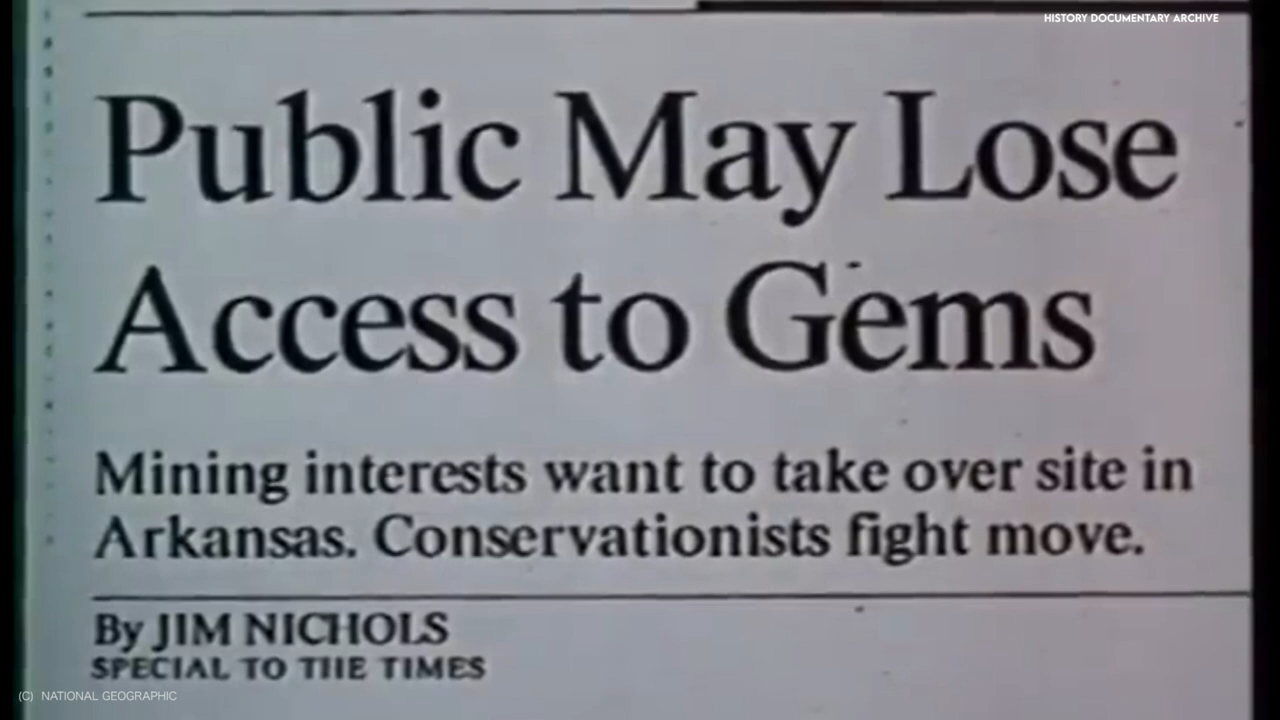 HISTORY DOCUMENTARY ARCHIVE
Public May Lose
Access to Gems
Mining interests want to take over site in
Arkansas. Conservationists fight move.
By JIM NICHOLS
SPECIAL TO THE TIMES
(C) NATIONAL GEOGRAPHIC